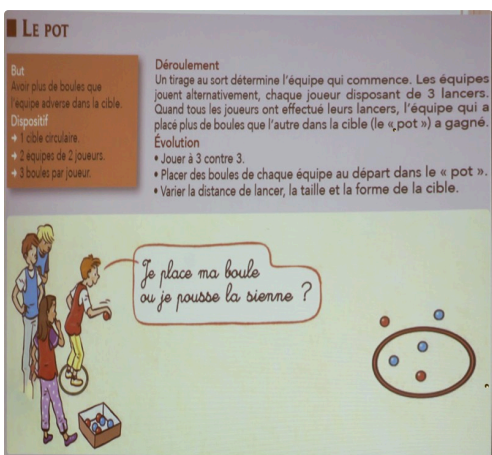 LE POT
But
Avoir plus de boules que
l'équipe adverse dans la cible.
Dispositif
→ 1 cible circulaire.
→ 2 équipes de 2 joueurs.
→ 3 boules par joueur.
Déroulement
Un tirage au sort détermine l'équipe qui commence. Les équipes
jouent alternativement, chaque joueur disposant de 3 lancers.
Quand tous les joueurs ont effectué leurs lancers, l'équipe qui a
placé plus de boules que l'autre dans la cible (le « pot ») a gagné.
Évolution
• Jouer à 3 contre 3.
• Placer des boules de chaque équipe au départ dans le « pot ».
• Varier la distance de lancer, la taille et la forme de la cible.
Je place ma boule
ou je pousse la sienne ?